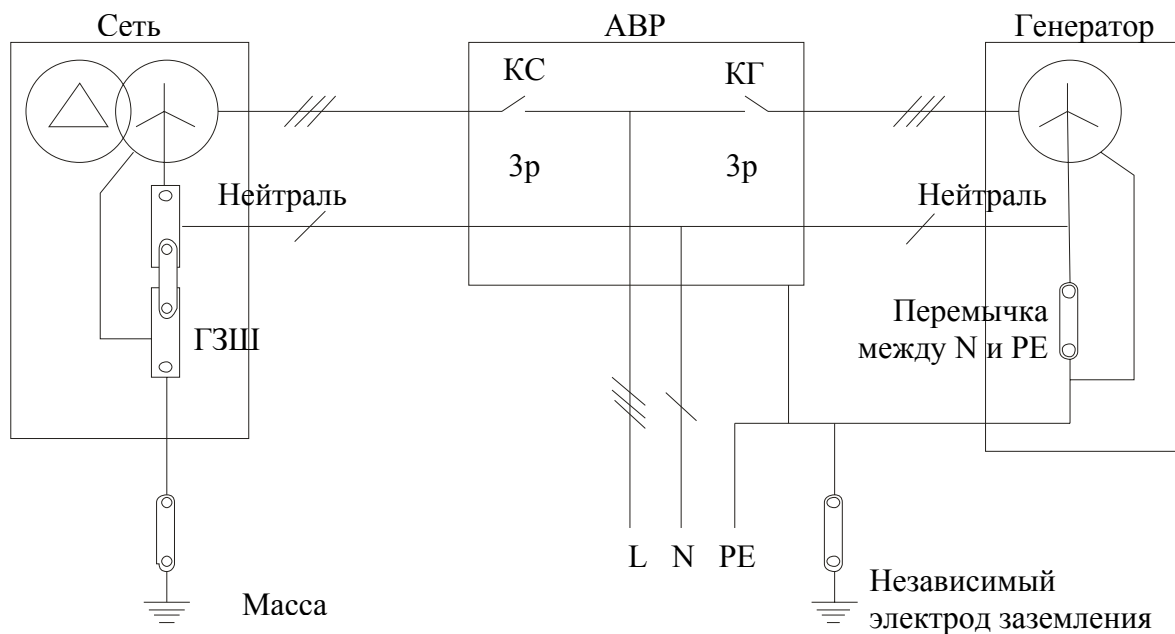 Сеть
АВР
Генератор
КС
КГ
3р
3р
Нейтраль
Нейтраль
ГЗШ
Перемычка
между N и PE
L N PE
Масса
Независимый
электрод заземления